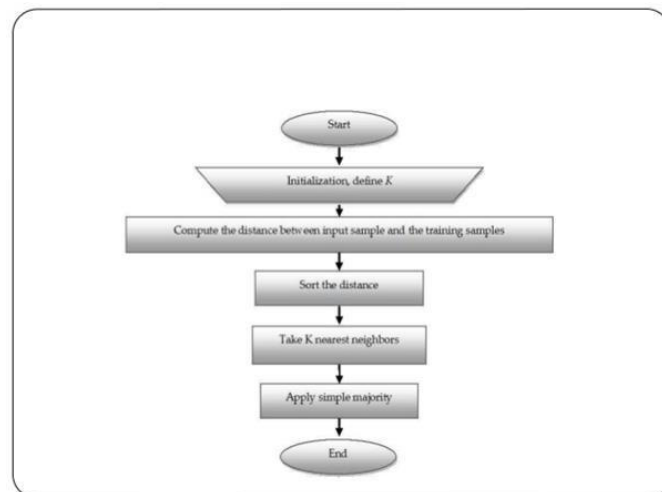 Start
Initialization, define K
Compute the distance between input sample and the training samples
Sort the distance
Take K nearest neighbors
Apply simple majority
End